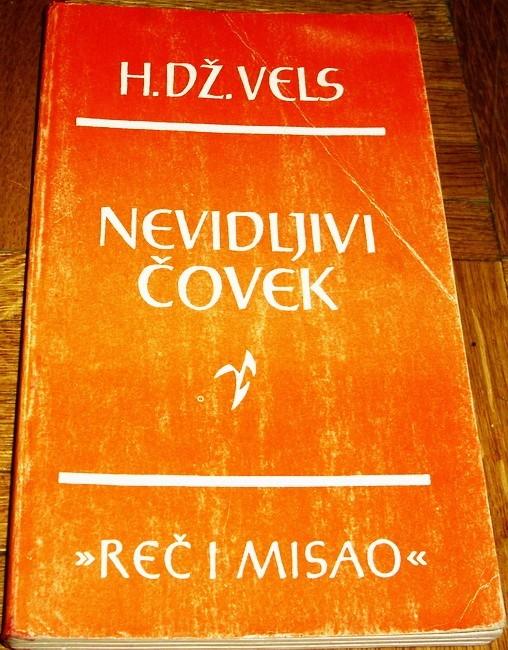 H.DŽ.VELS
NEVIDLJIVI
ČOVEK
»REČ I MISAO«